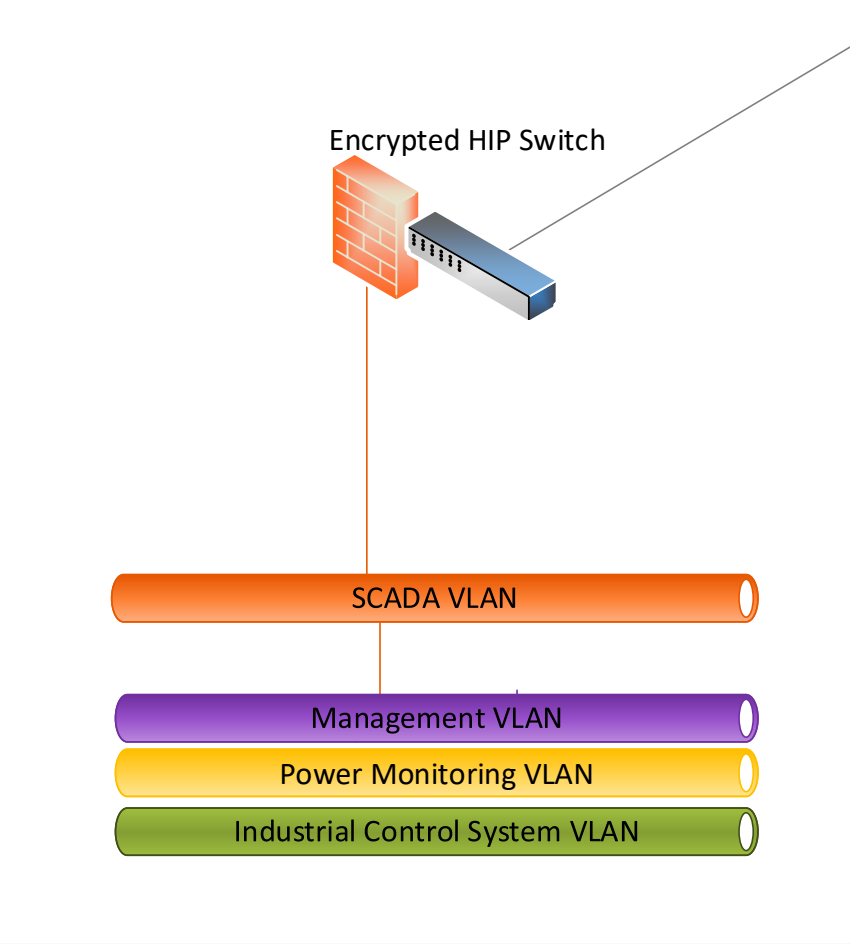 Encrypted HIP Switch
SCADA VLAN
Management VLAN
Power Monitoring VLAN
Industrial Control System VLAN